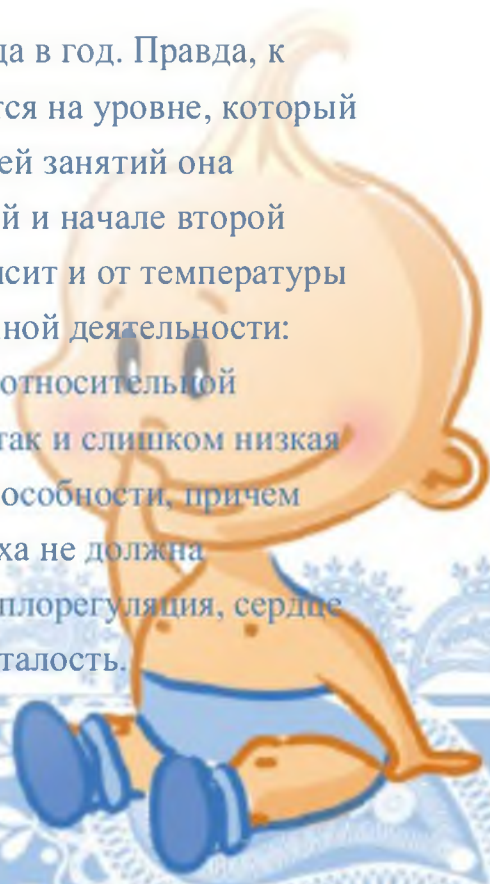 ца в год. Правда, к
тся на уровне, который
ей занятий она
й и начале второй
исит и от температуры
ной деятельности:
относительной
так и слишком низкая
особности, причем
ха не должна
плорегуляция, сердце
талость.